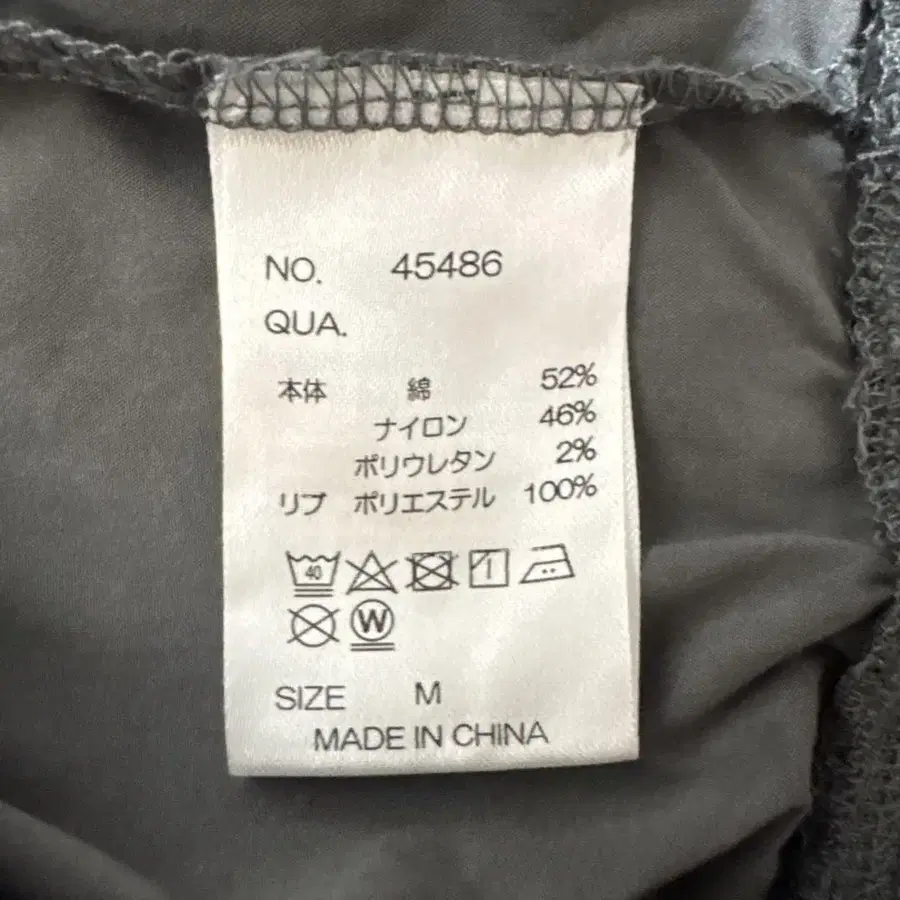 NO. 45486
QUA.
本体 綿 52%
ナイロン 46%
ポリウレタン 2%
リブ ポリエステル 100%
40
W
SIZE M
MADE IN CHINA